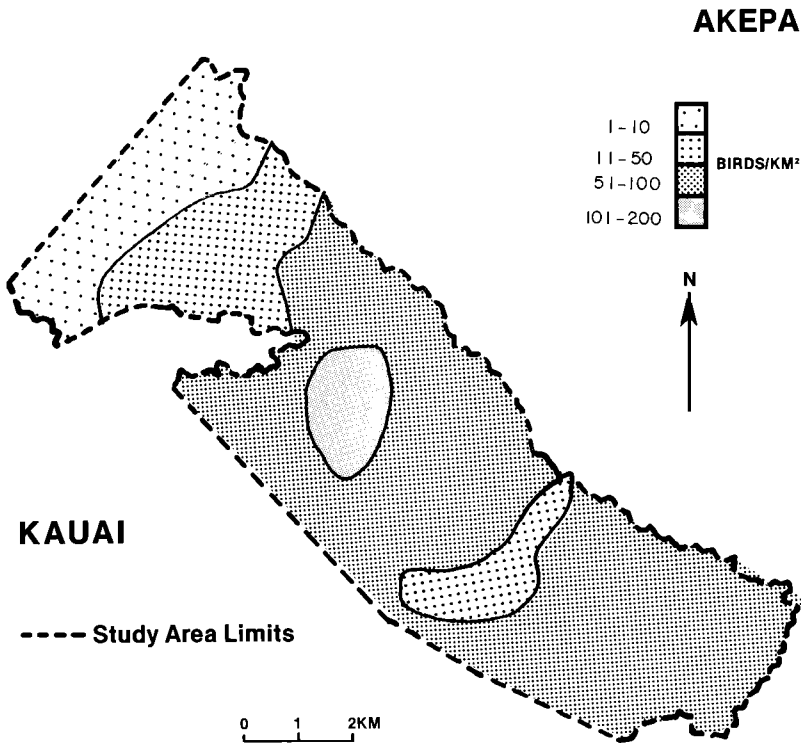 AKEPA
1-10
11-50
51-100
101-200
BIRDS/KM²
N
KAUAI
Study Area Limits
0 1 2KM